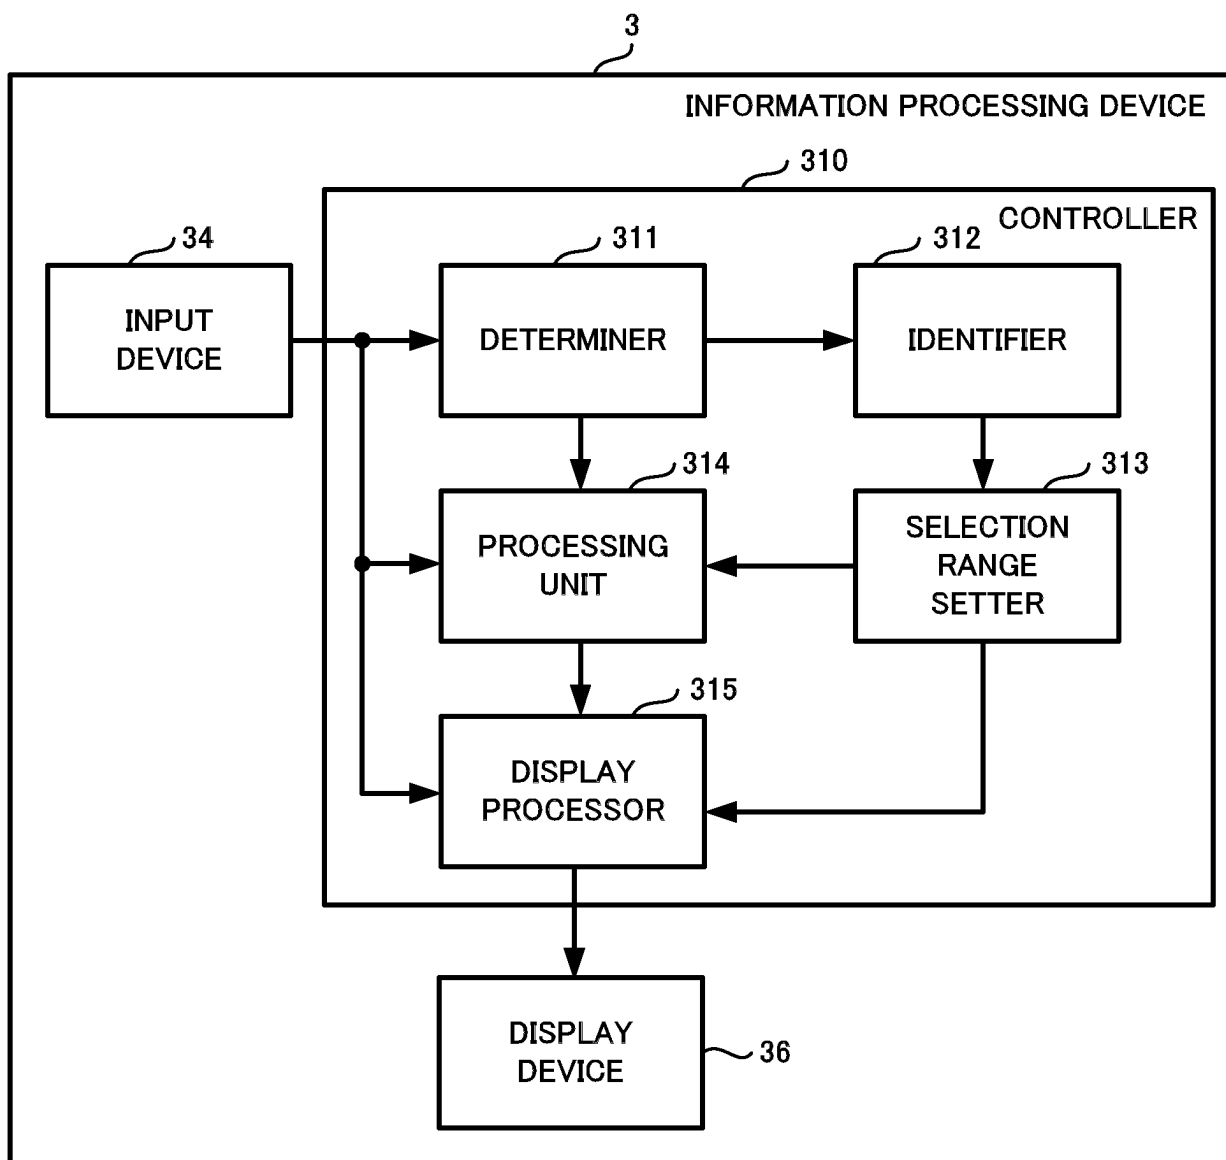 3
INFORMATION PROCESSING DEVICE
310
CONTROLLER
34
311
312
INPUT
DEVICE
DETERMINER
IDENTIFIER
314
313
PROCESSING
UNIT
SELECTION
RANGE
SETTER
315
DISPLAY
PROCESSOR
DISPLAY
DEVICE
36